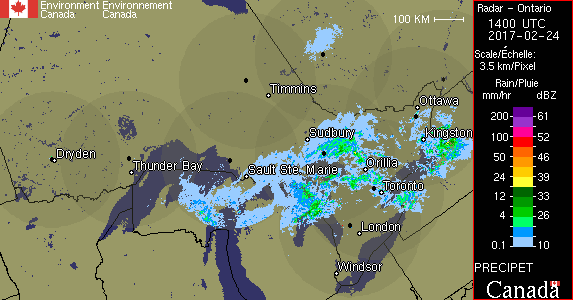 Environment Environnement
Canada Canada
100 KM
Timmins
Ottawa
Sudbury
Kingston
Dryden
Thunder Bay
Sault Ste. Marie
Orillia
Toronto
London
Windsor
Radar - Ontario
1400 UTC
2017-02-24
Scale/Échelle:
3.5 km/Pixel
Rain/Pluie
mm/hr dBZ
200 61
100 52
50 46
24 39
12 33
4 26
0.1 10
PRECIPET
Canada